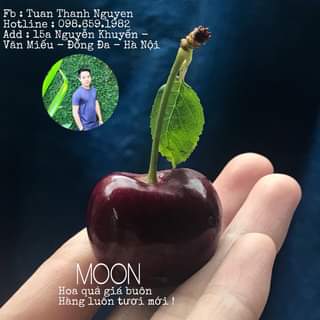 Fb : Tuan Thanh Nguyen
Hotline : 098.659.1982
Add : 15a Nguyễn Khuyến -
Văn Miếu - Đống Đa - Hà Nội
MOON
Hoa quả giá buôn
Hàng luôn tươi mới !